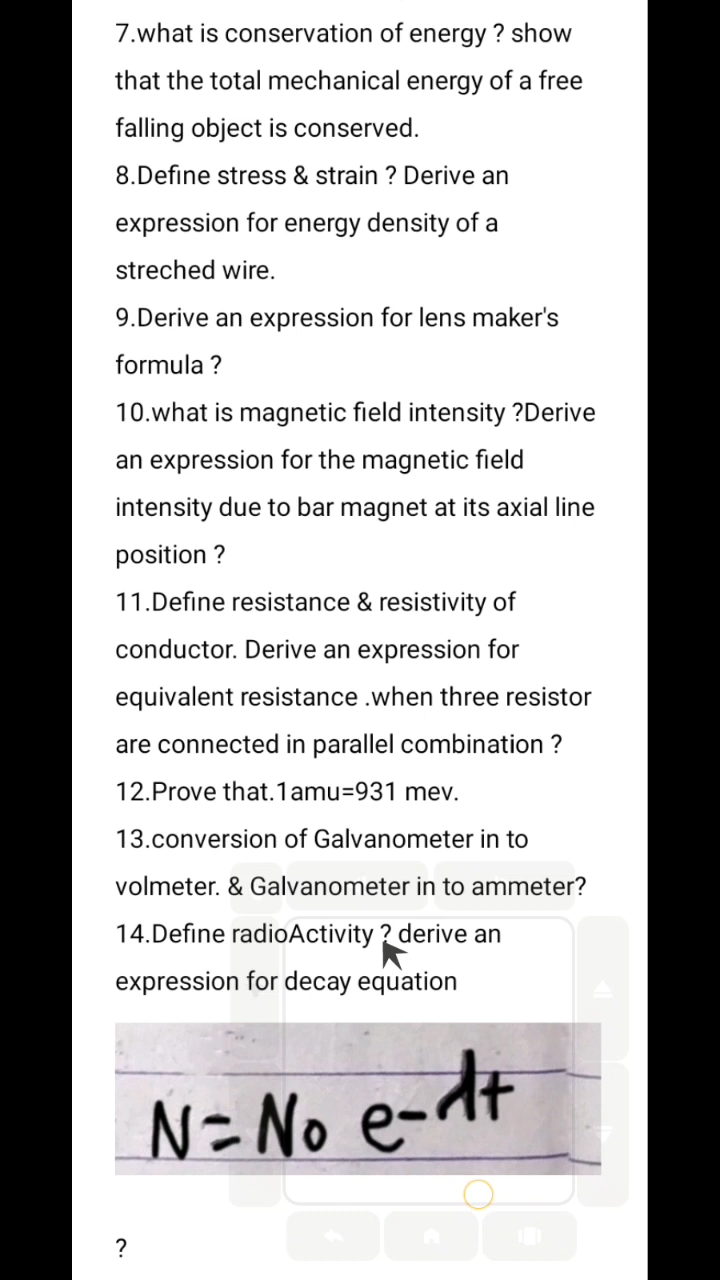 7.what is conservation of energy ? show
that the total mechanical energy of a free
falling object is conserved.
8.Define stress & strain ? Derive an
expression for energy density of a
streched wire.
9.Derive an expression for lens maker's
formula ?
10.what is magnetic field intensity ?Derive
an expression for the magnetic field
intensity due to bar magnet at its axial line
position ?
11.Define resistance & resistivity of
conductor. Derive an expression for
equivalent resistance .when three resistor
are connected in parallel combination ?
12.Prove that.1amu=931 mev.
13.conversion of Galvanometer in to
volmeter. & Galvanometer in to ammeter?
14.Define radioActivity ? derive an
expression for decay equation
N=No e-λt
?